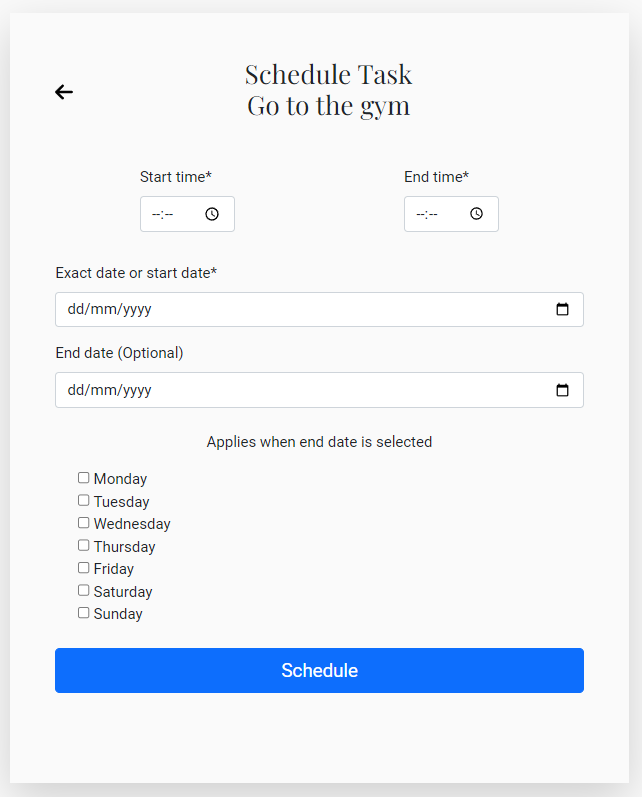 Schedule Task
Go to the gym
Start time* End time*
--:-- --:--
Exact date or start date*
dd/mm/yyyy
End date (Optional)
dd/mm/yyyy
Applies when end date is selected
Monday
Tuesday
Wednesday
Thursday
Friday
Saturday
Sunday
Schedule